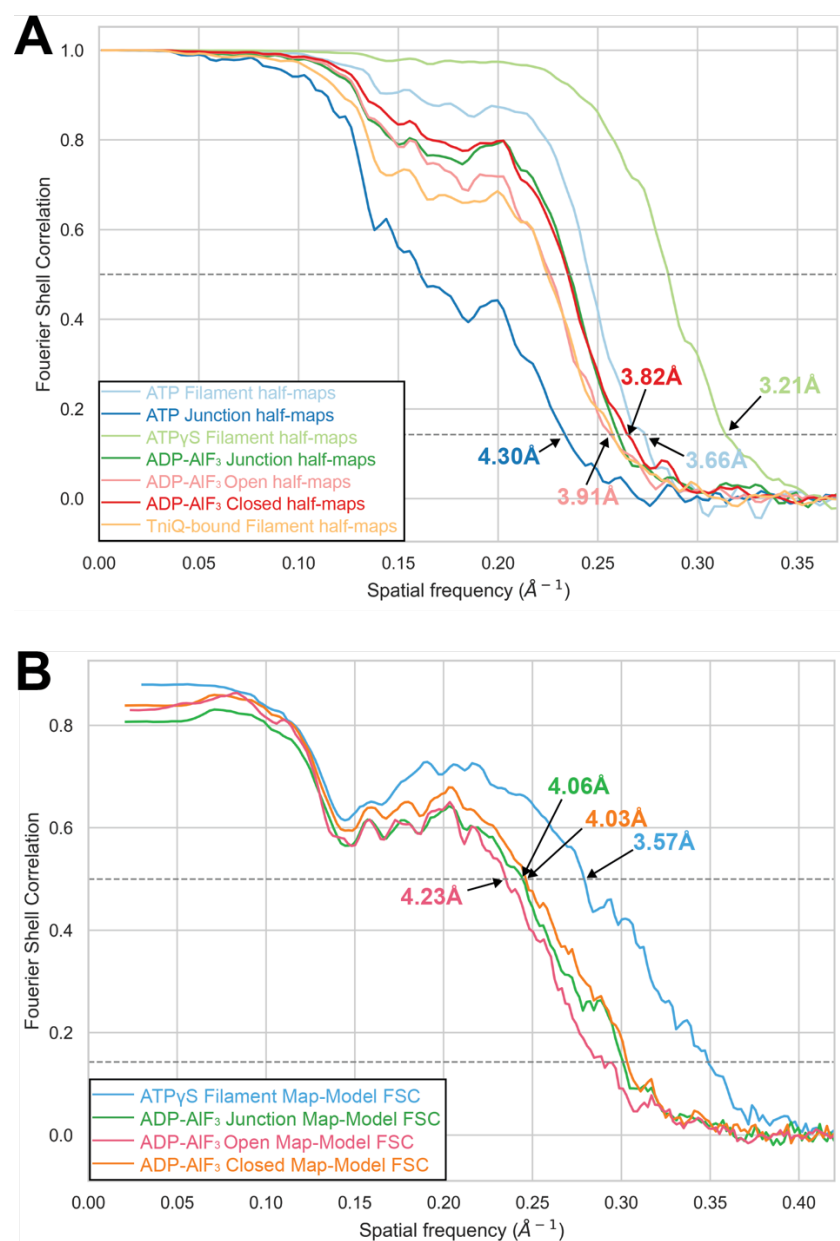 A
1.0
0.8
0.6
0.4
0.2
0.0
Fouerier Shell Correlation
ATP Filament half-maps
ATP Junction half-maps
ATPγS Filament half-maps
ADP-AlF₃ Junction half-maps
ADP-AlF₃ Open half-maps
ADP-AlF₃ Closed half-maps
TniQ-bound Filament half-maps
3.82Å
3.21Å
4.30Å
3.66Å
3.91Å
0.00 0.05 0.10 0.15 0.20 0.25 0.30 0.35
Spatial frequency (Å⁻¹)
B
0.8
0.6
0.4
0.2
0.0
Fouerier Shell Correlation
4.06Å
4.03Å
3.57Å
4.23Å
ATPγS Filament Map-Model FSC
ADP-AlF₃ Junction Map-Model FSC
ADP-AlF₃ Open Map-Model FSC
ADP-AlF₃ Closed Map-Model FSC
0.00 0.05 0.10 0.15 0.20 0.25 0.30 0.35 0.40
Spatial frequency (Å⁻¹)